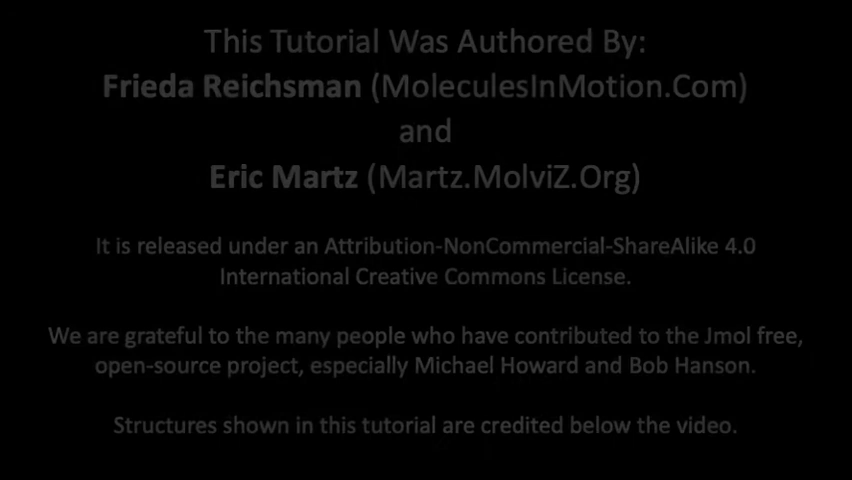 This Tutorial Was Authored By:
Frieda Reichsman (MoleculesInMotion.Com)
and
Eric Martz (Martz.MolviZ.Org)
It is released under an Attribution-NonCommercial-ShareAlike 4.0
International Creative Commons License.
We are grateful to the many people who have contributed to the Jmol free,
open-source project, especially Michael Howard and Bob Hanson.
Structures shown in this tutorial are credited below the video.